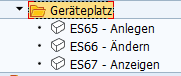 Geräteplatz
ES65 - Anlegen
ES66 - Ändern
ES67 - Anzeigen